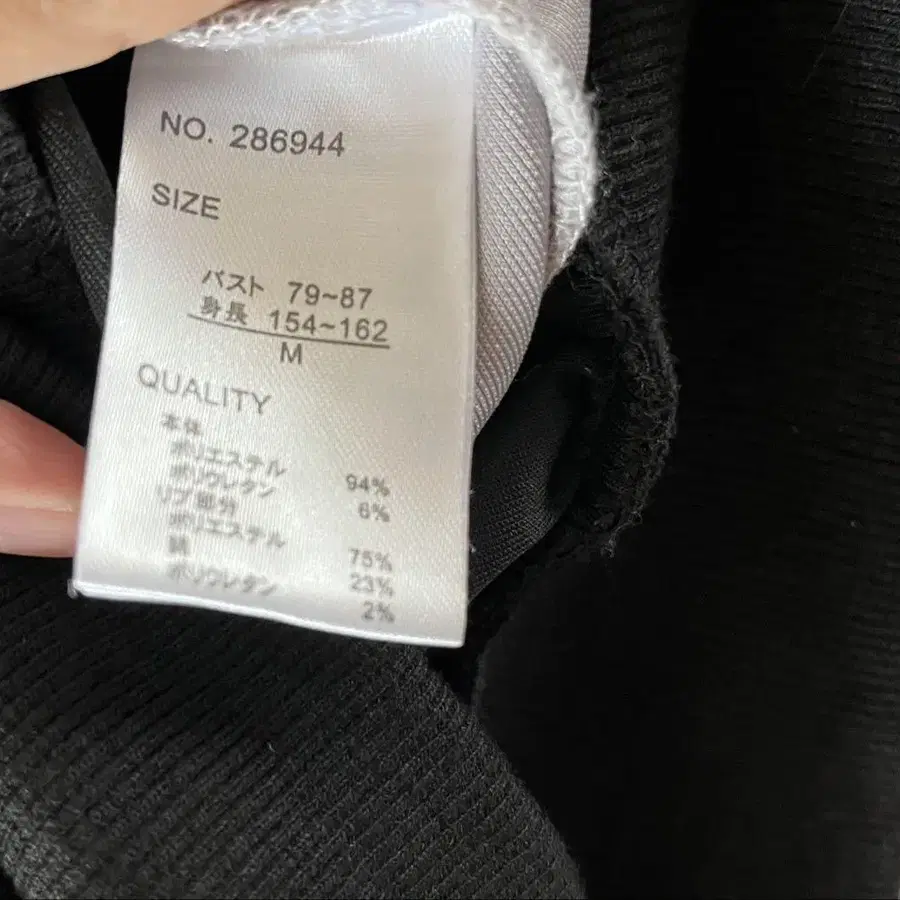 NO. 286944
SIZE
バスト 79~87
身長 154~162
M
QUALITY
本体
ポリエステル 94%
ポリウレタン 6%
リブ部分
ポリエステル 75%
綿 23%
ポリウレタン 2%